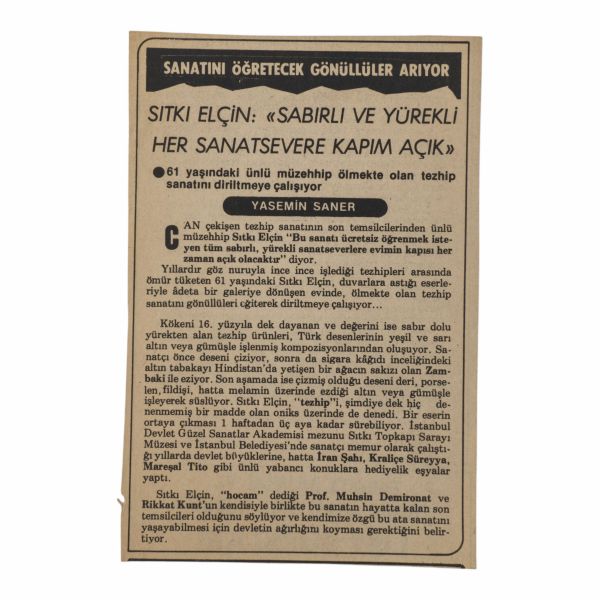 SANATINI ÖĞRETECEK GÖNÜLLÜLER ARIYOR
SITKI ELÇİN: «SABIRLI VE YÜREKLİ
HER SANATSEVERE KAPIM AÇIK»
●61 yaşındaki ünlü müzehhip ölmekte olan tezhip
sanatını diriltmeye çalışıyor
YASEMİN SANER
CAN çekişen tezhip sanatının son temsilcilerinden ünlü
müzehhip Sıtkı Elçin "Bu sanatı ücretsiz öğrenmek iste-
yen tüm sabırlı, yürekli sanatseverlere evimin kapısı her
zaman açık olacaktır" diyor.
Yıllardır göz nuruyla ince ince işlediği tezhipleri arasında
ömür tüketen 61 yaşındaki Sıtkı Elçin, duvarlara astığı eserle-
riyle âdeta bir galeriye dönüşen evinde, ölmekte olan tezhip
sanatını gönüllüleri eğiterek diriltmeye çalışıyor...
Kökeni 16. yüzyıla dek dayanan ve değerini ise sabır dolu
yürekten alan tezhip ürünleri, Türk desenlerinin yeşil ve sarı
altın veya gümüşle işlenmiş kompozisyonlarından oluşuyor. Sa-
natçı önce deseni çiziyor, sonra da sigara kâğıdı inceliğindeki
altın tabakayı Hindistan'da yetişen bir ağacın sakızı olan Zam-
baki ile eziyor. Son aşamada ise çizmiş olduğu deseni deri, porse-
len, fildişi, hatta melamin üzerinde ezdiği altın veya gümüşle
işleyerek süslüyor. Sıtkı Elçin, "tezhip"i, şimdiye dek hiç de-
nenmemiş bir madde olan oniks üzerinde de denedi. Bir eserin
ortaya çıkması 1 haftadan üç aya kadar sürebiliyor. İstanbul
Devlet Güzel Sanatlar Akademisi mezunu Sıtkı Topkapı Sarayı
Müzesi ve İstanbul Belediyesi'nde sanatçı memur olarak çalıştı-
ğı yıllarda devlet büyüklerine, hatta İran Şahı, Kraliçe Süreyya,
Mareşal Tito gibi ünlü yabancı konuklara hediyelik eşyalar
yaptı.
Sıtkı Elçin, "hocam" dediği Prof. Muhsin Demironat ve
Rikkat Kunt'un kendisiyle birlikte bu sanatın hayatta kalan son
temsilcileri olduğunu söylüyor ve kendimize özgü bu ata sanatını
yaşayabilmesi için devletin ağırlığını koyması gerektiğini belir-
tiyor.